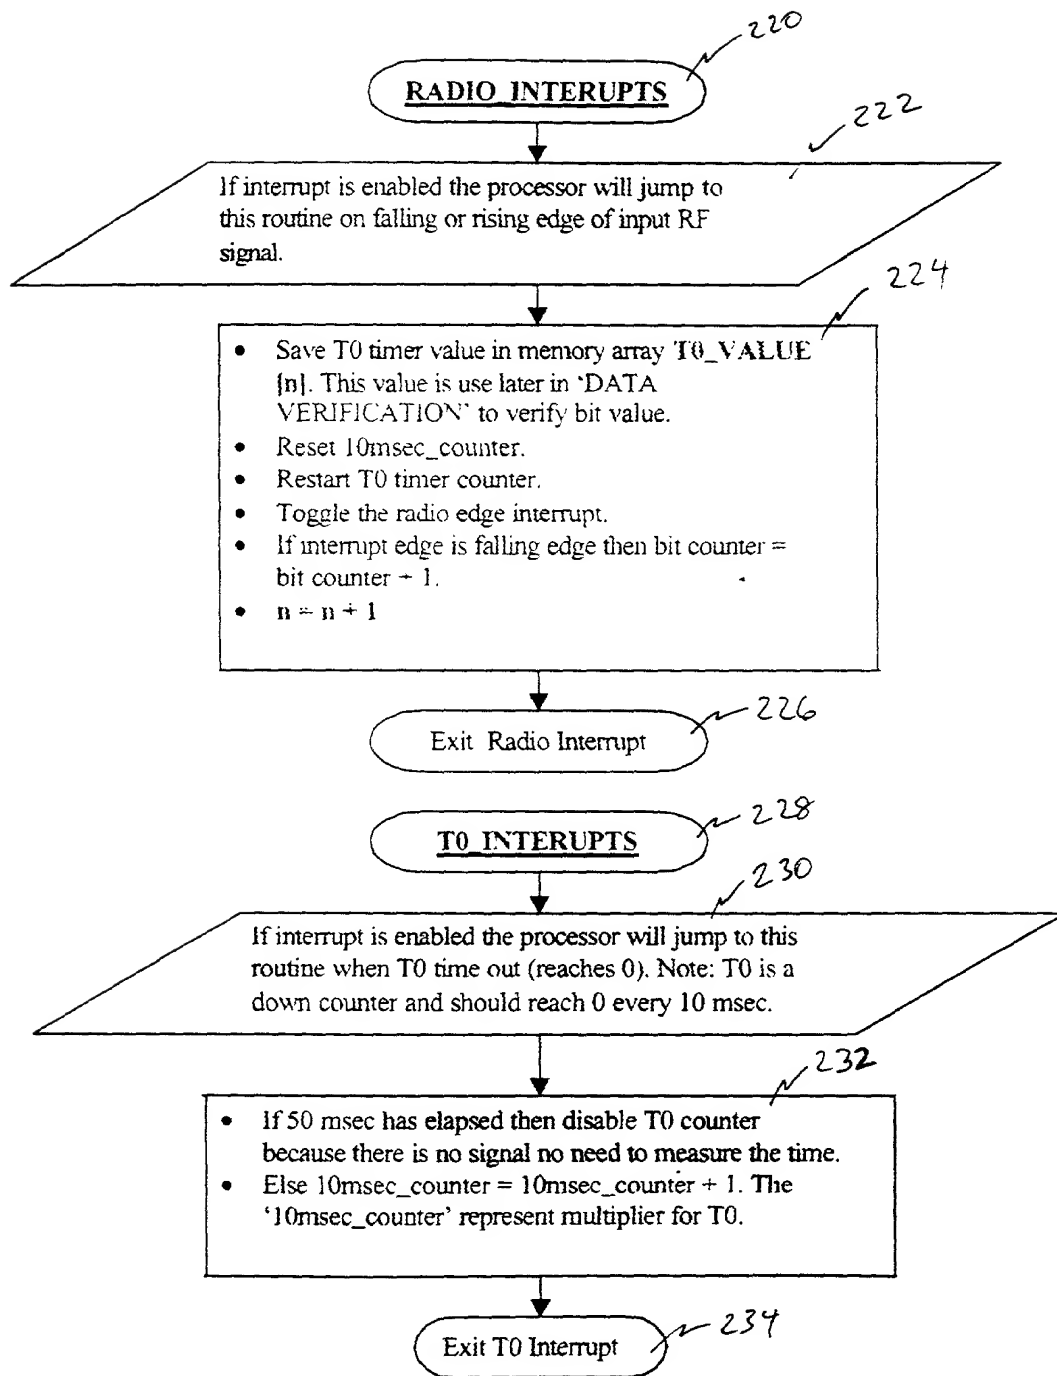 220
RADIO_INTERUPTS
222
If interrupt is enabled the processor will jump to
this routine on falling or rising edge of input RF
signal.
224
• Save T0 timer value in memory array T0_VALUE
[n]. This value is use later in ‘DATA
VERIFICATION’ to verify bit value.
• Reset 10msec_counter.
• Restart T0 timer counter.
• Toggle the radio edge interrupt.
• If interrupt edge is falling edge then bit counter =
bit counter + 1.
• n = n + 1
226
Exit Radio Interrupt
228
T0_INTERUPTS
230
If interrupt is enabled the processor will jump to this
routine when T0 time out (reaches 0). Note: T0 is a
down counter and should reach 0 every 10 msec.
232
• If 50 msec has elapsed then disable T0 counter
because there is no signal no need to measure the time.
• Else 10msec_counter = 10msec_counter + 1. The
‘10msec_counter’ represent multiplier for T0.
234
Exit T0 Interrupt